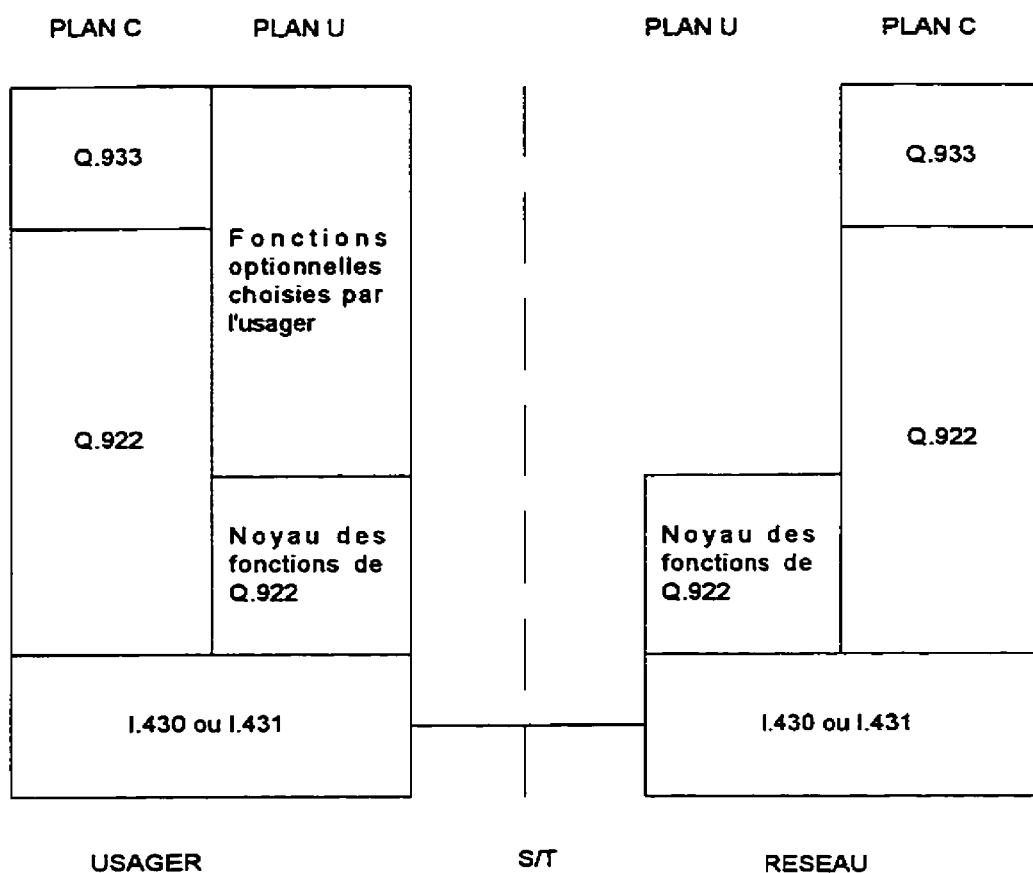 PLAN C PLAN U PLAN U PLAN C
Q.933 Q.933
Fonctions
optionnelles
choisies par
l'usager
Q.922 Q.922
Noyau des
fonctions de
Q.922
Noyau des
fonctions de
Q.922
I.430 ou I.431 I.430 ou I.431
USAGER S/T RESEAU